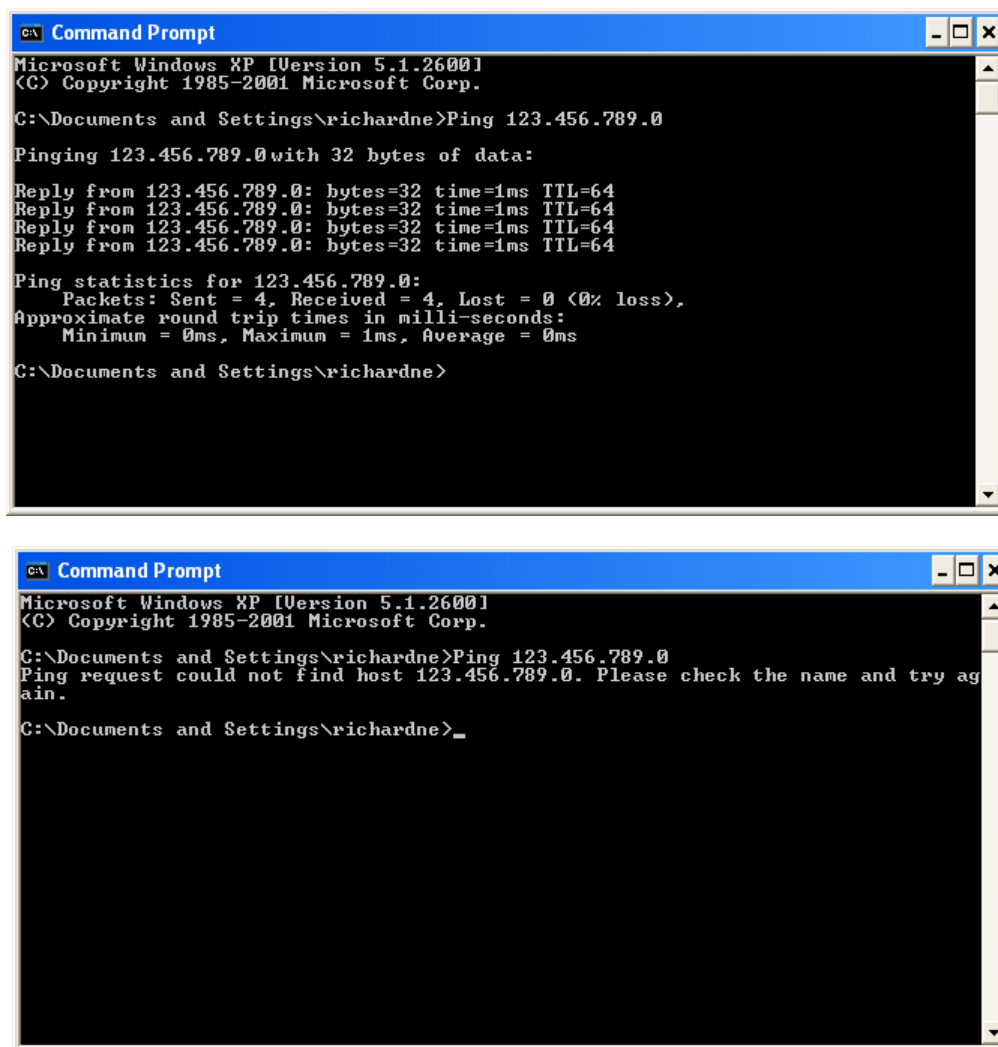 Command Prompt
Microsoft Windows XP [Version 5.1.2600]
(C) Copyright 1985-2001 Microsoft Corp.
C:\Documents and Settings\richardne>Ping 123.456.789.0
Pinging 123.456.789.0 with 32 bytes of data:
Reply from 123.456.789.0: bytes=32 time=1ms TTL=64
Reply from 123.456.789.0: bytes=32 time=1ms TTL=64
Reply from 123.456.789.0: bytes=32 time=1ms TTL=64
Reply from 123.456.789.0: bytes=32 time=1ms TTL=64
Ping statistics for 123.456.789.0:
Packets: Sent = 4, Received = 4, Lost = 0 (0% loss),
Approximate round trip times in milli-seconds:
Minimum = 0ms, Maximum = 1ms, Average = 0ms
C:\Documents and Settings\richardne>
Command Prompt
Microsoft Windows XP [Version 5.1.2600]
(C) Copyright 1985-2001 Microsoft Corp.
C:\Documents and Settings\richardne>Ping 123.456.789.0
Ping request could not find host 123.456.789.0. Please check the name and try ag
ain.
C:\Documents and Settings\richardne>_